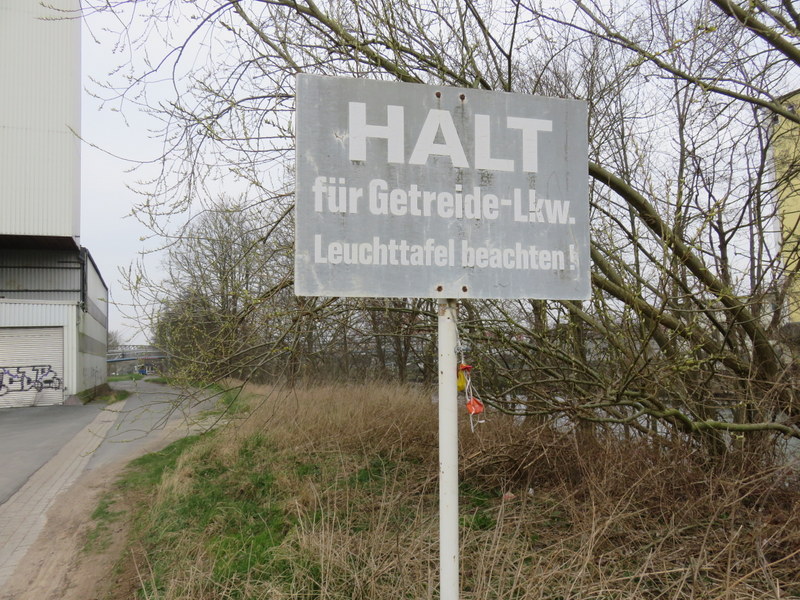 HALT
für Getreide-Lkw.
Leuchttafel beachten!